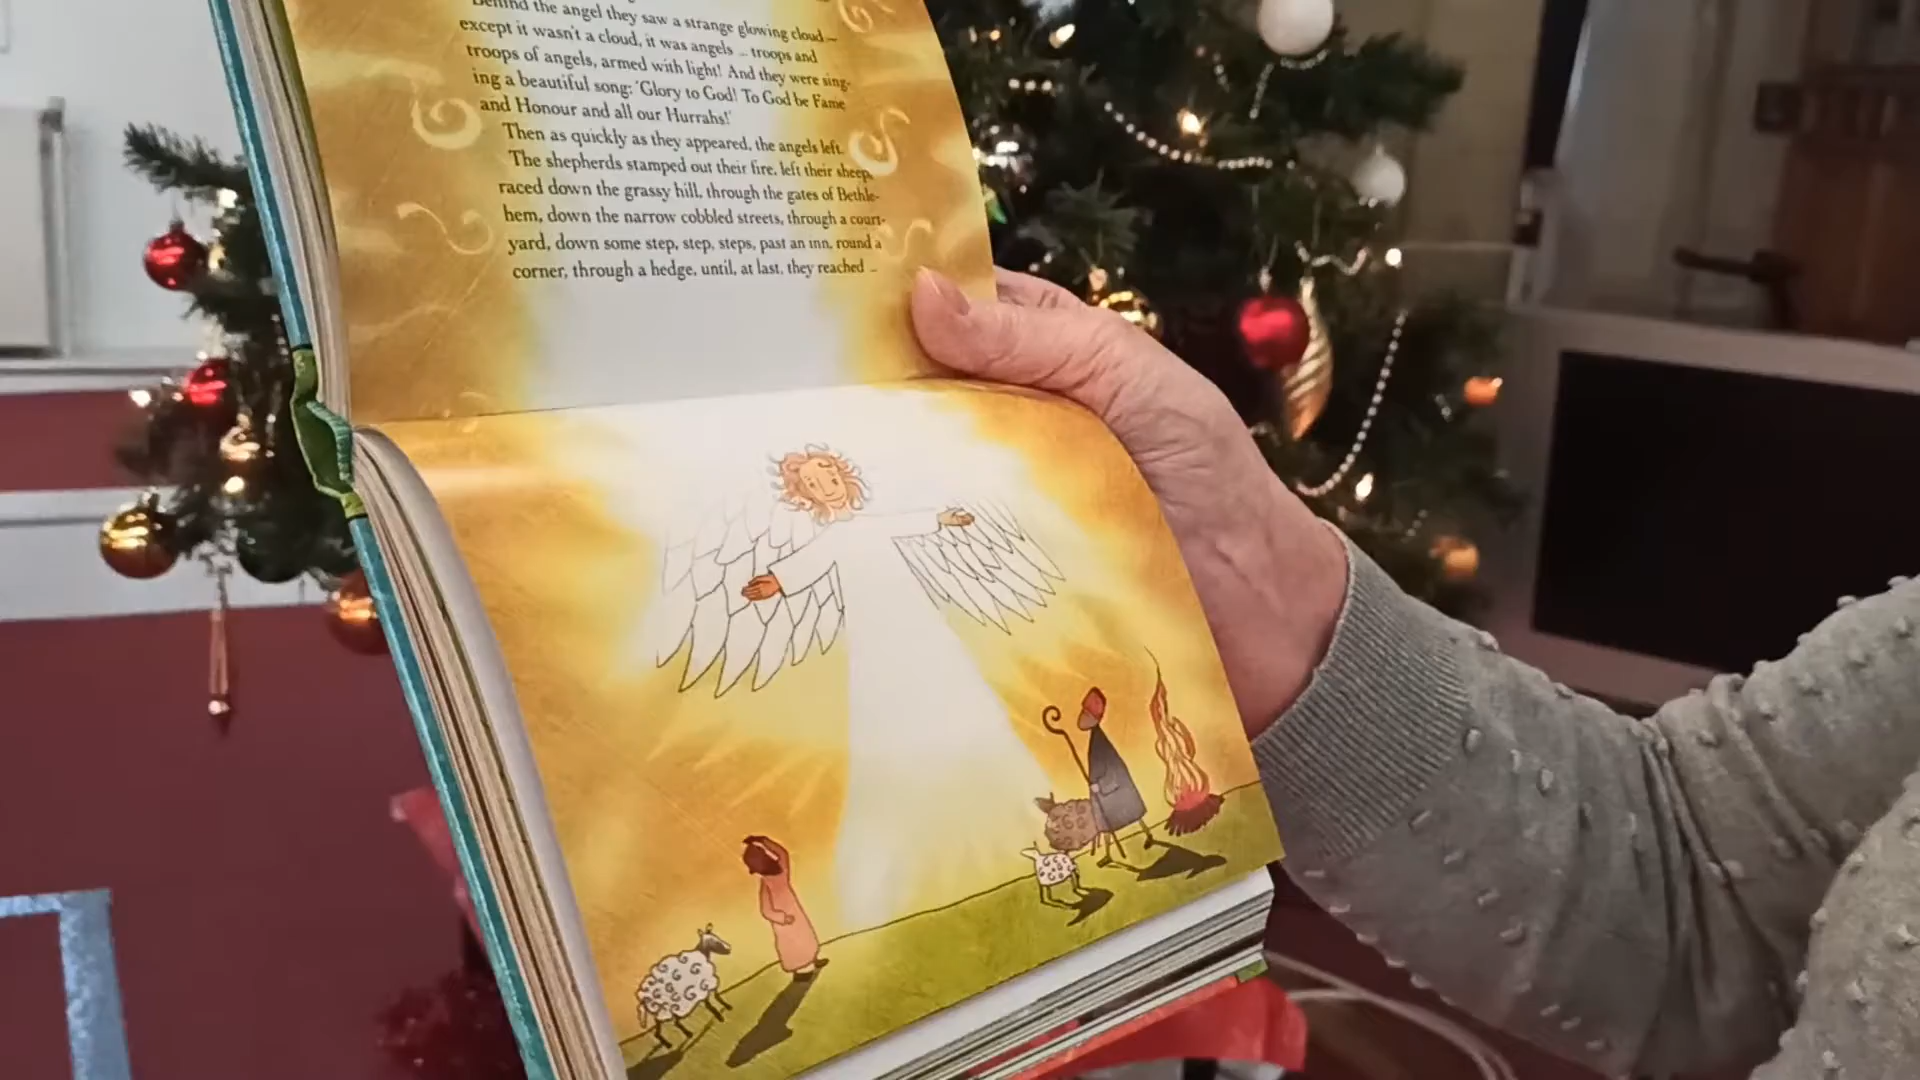 Behind the angel they saw a strange glowing cloud –
except it wasn't a cloud, it was angels ... troops and
troops of angels, armed with light! And they were sing-
ing a beautiful song: 'Glory to God! To God be Fame
and Honour and all our Hurrahs!'
Then as quickly as they appeared, the angels left.
The shepherds stamped out their fire, left their sheep,
raced down the grassy hill, through the gates of Bethle-
hem, down the narrow cobbled streets, through a court-
yard, down some step, step, steps, past an inn, round a
corner, through a hedge, until, at last, they reached ...